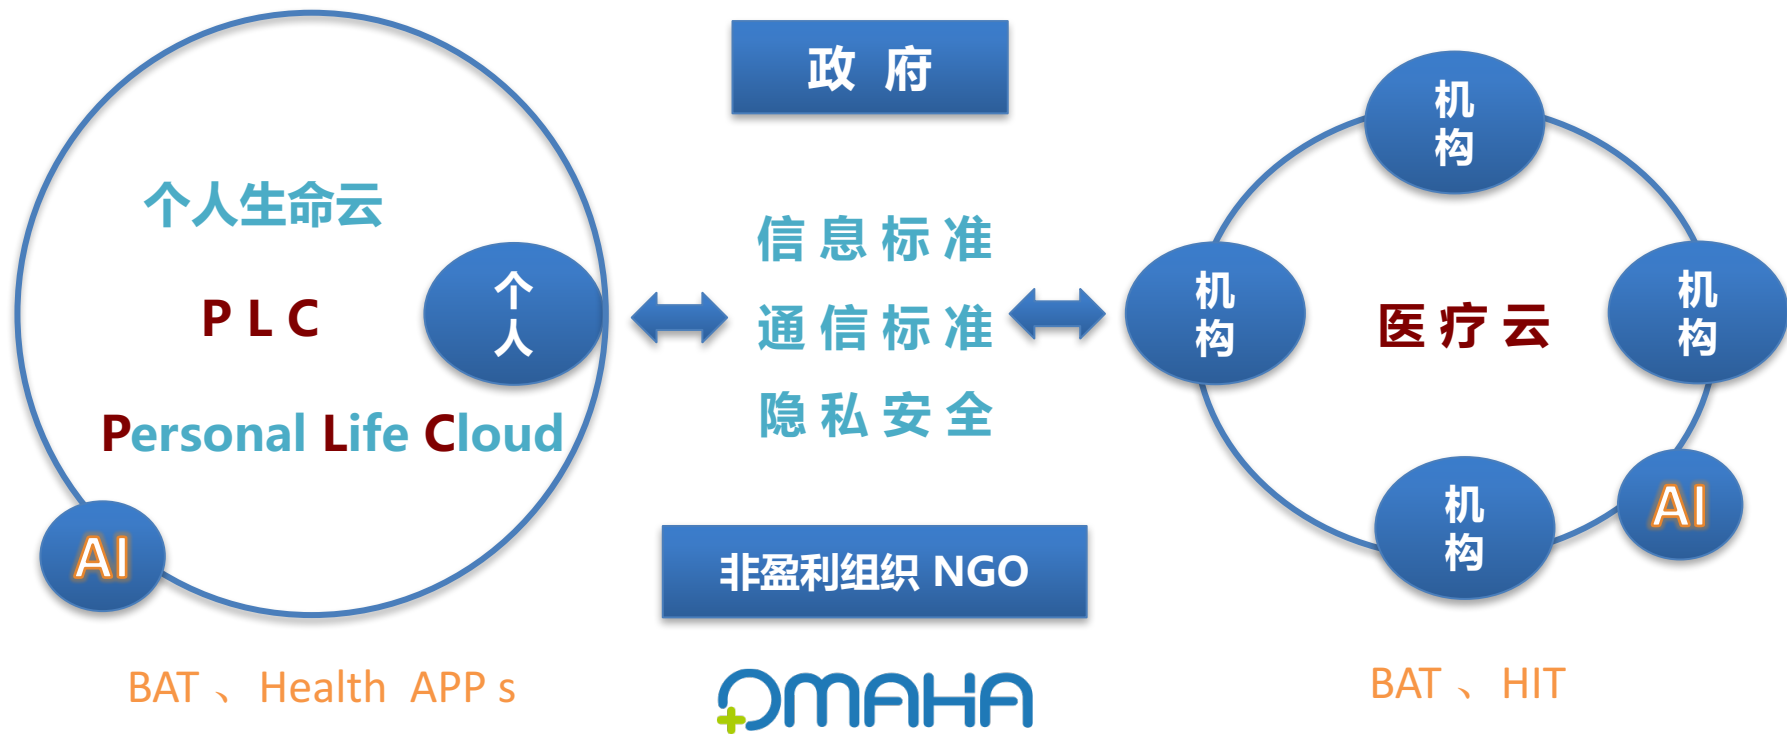 个人生命云
P L C
Personal Life Cloud
个
人
AI
BAT 、Health APP s
政 府
信 息 标 准
通 信 标 准
隐 私 安 全
非盈利组织 NGO
OMAHA
机
构
机
构
医 疗 云
机
构
机
构
AI
BAT 、HIT